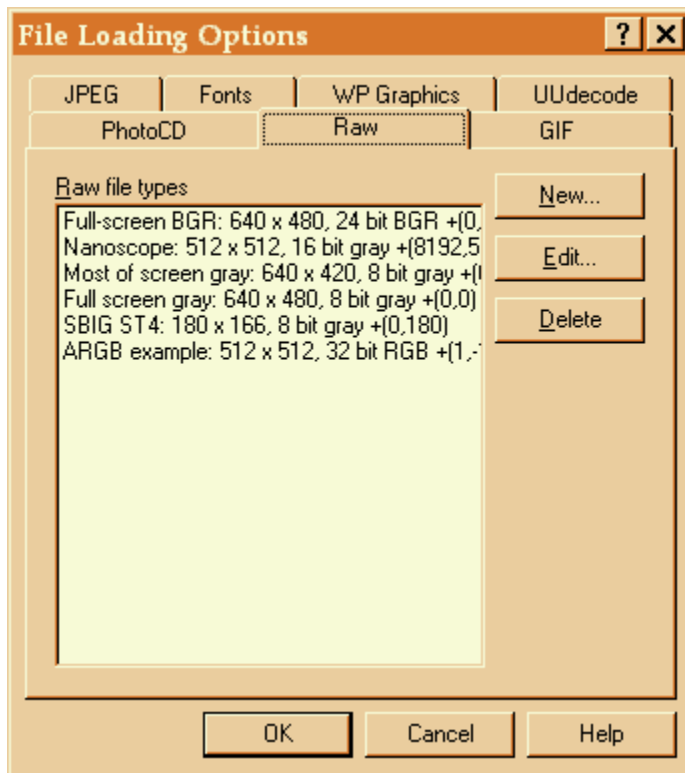 File Loading Options
JPEG Fonts WP Graphics UUdecode
PhotoCD Raw GIF
Raw file types
Full-screen BGR: 640 x 480, 24 bit BGR +(0,
Nanoscope: 512 x 512, 16 bit gray +(8192,5
Most of screen gray: 640 x 420, 8 bit gray +(
Full screen gray: 640 x 480, 8 bit gray +(0,0)
SBIG ST4: 180 x 166, 8 bit gray +(0,180)
ARGB example: 512 x 512, 32 bit RGB +(1,-
New...
Edit...
Delete
OK Cancel Help